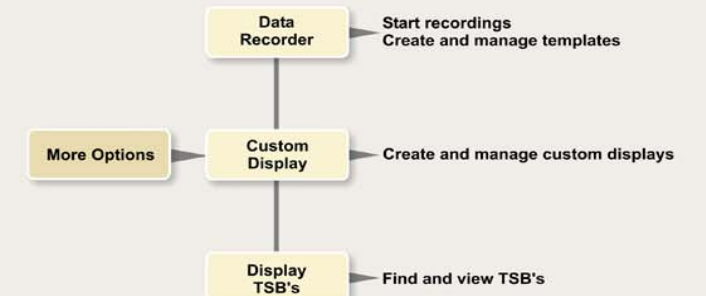 Data
Recorder
Start recordings
Create and manage templates
More Options
Custom
Display
Create and manage custom displays
Display
TSB's
Find and view TSB's